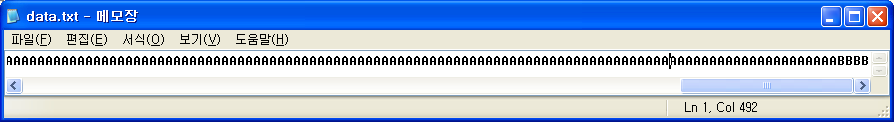 data.txt - 메모장
파일(F) 편집(E) 서식(O) 보기(V) 도움말(H)
AAAAAAAAAAAAAAAAAAAAAAAAAAAAAAAAAAAAAAAAAAAAAAAAAAAAAAAAAAAAAAAAAAAAAAAAAAAAAAAAAAAAAAAAAAAAAAAAAAAAAAAABBBB
Ln 1, Col 492